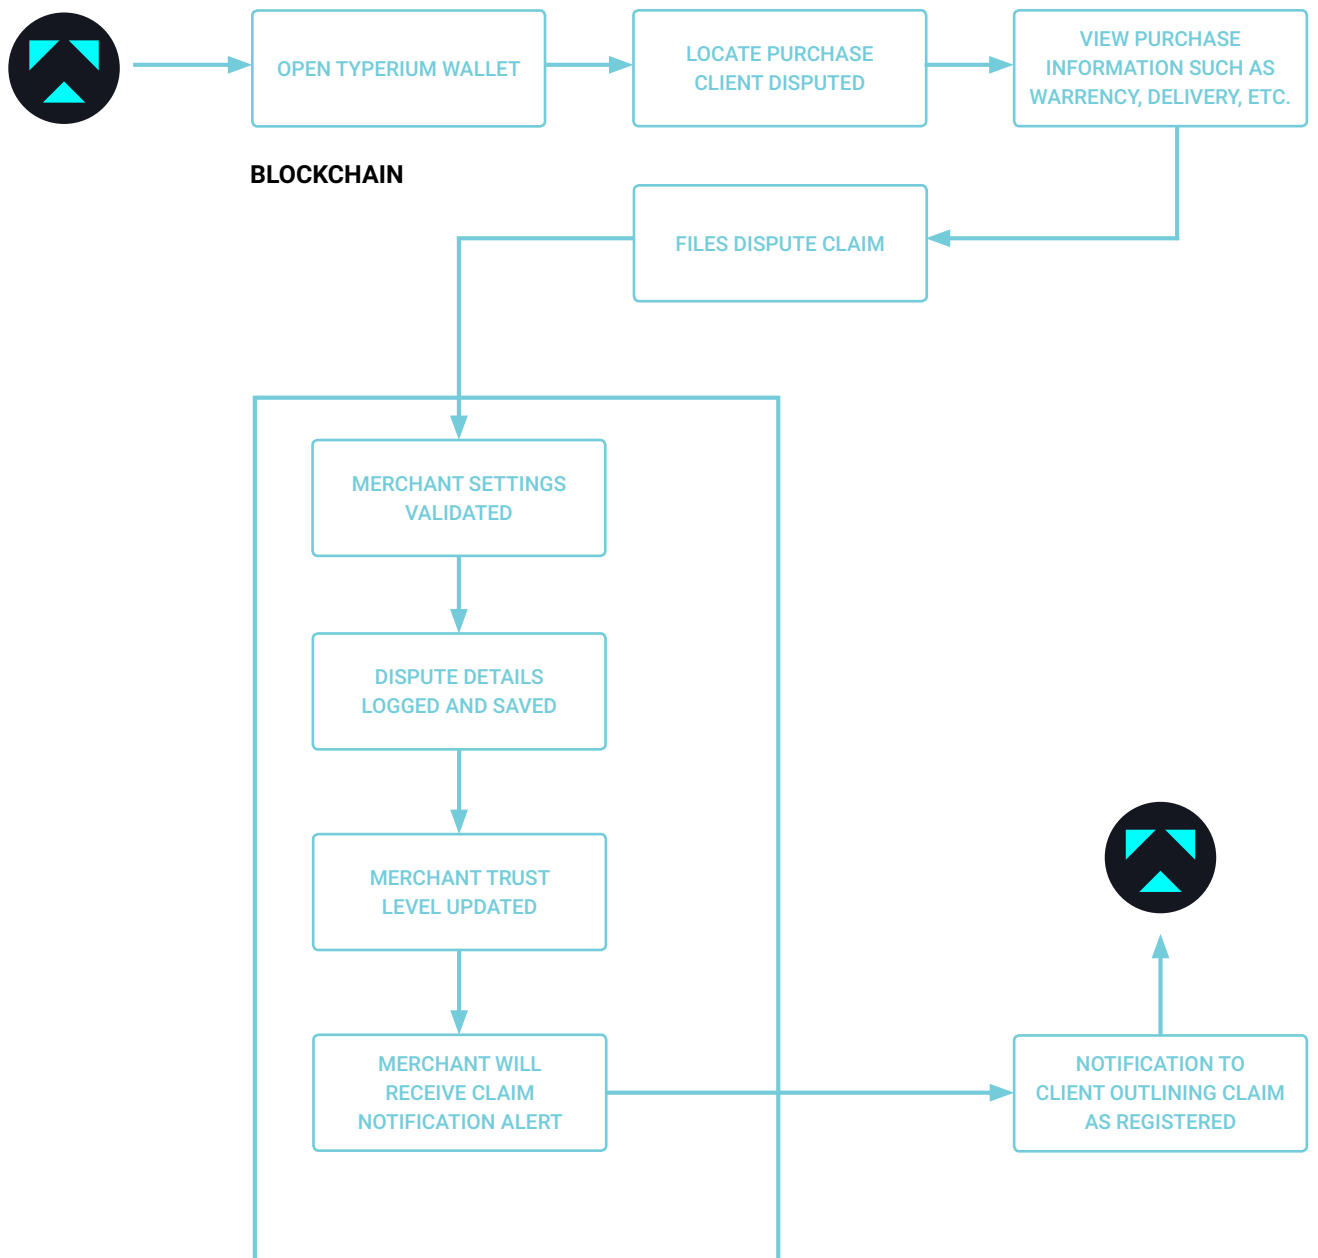 OPEN TYPERIUM WALLET
LOCATE PURCHASE
CLIENT DISPUTED
VIEW PURCHASE
INFORMATION SUCH AS
WARRENCY, DELIVERY, ETC.
BLOCKCHAIN
FILES DISPUTE CLAIM
MERCHANT SETTINGS
VALIDATED
DISPUTE DETAILS
LOGGED AND SAVED
MERCHANT TRUST
LEVEL UPDATED
MERCHANT WILL
RECEIVE CLAIM
NOTIFICATION ALERT
NOTIFICATION TO
CLIENT OUTLINING CLAIM
AS REGISTERED